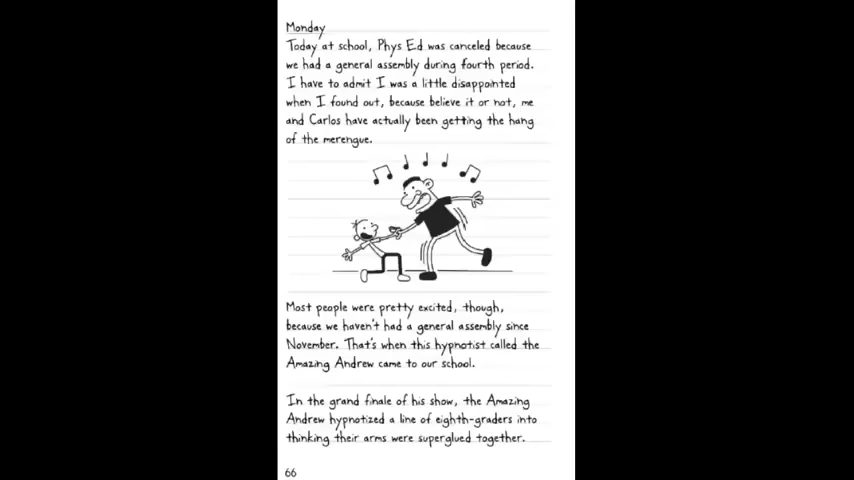 Monday
Today at school, Phys Ed was canceled because
we had a general assembly during fourth period.
I have to admit I was a little disappointed
when I found out, because believe it or not, me
and Carlos have actually been getting the hang
of the merengue.
Most people were pretty excited, though,
because we haven't had a general assembly since
November. That's when this hypnotist called the
Amazing Andrew came to our school.
In the grand finale of his show, the Amazing
Andrew hypnotized a line of eighth-graders into
thinking their arms were superglued together.
66